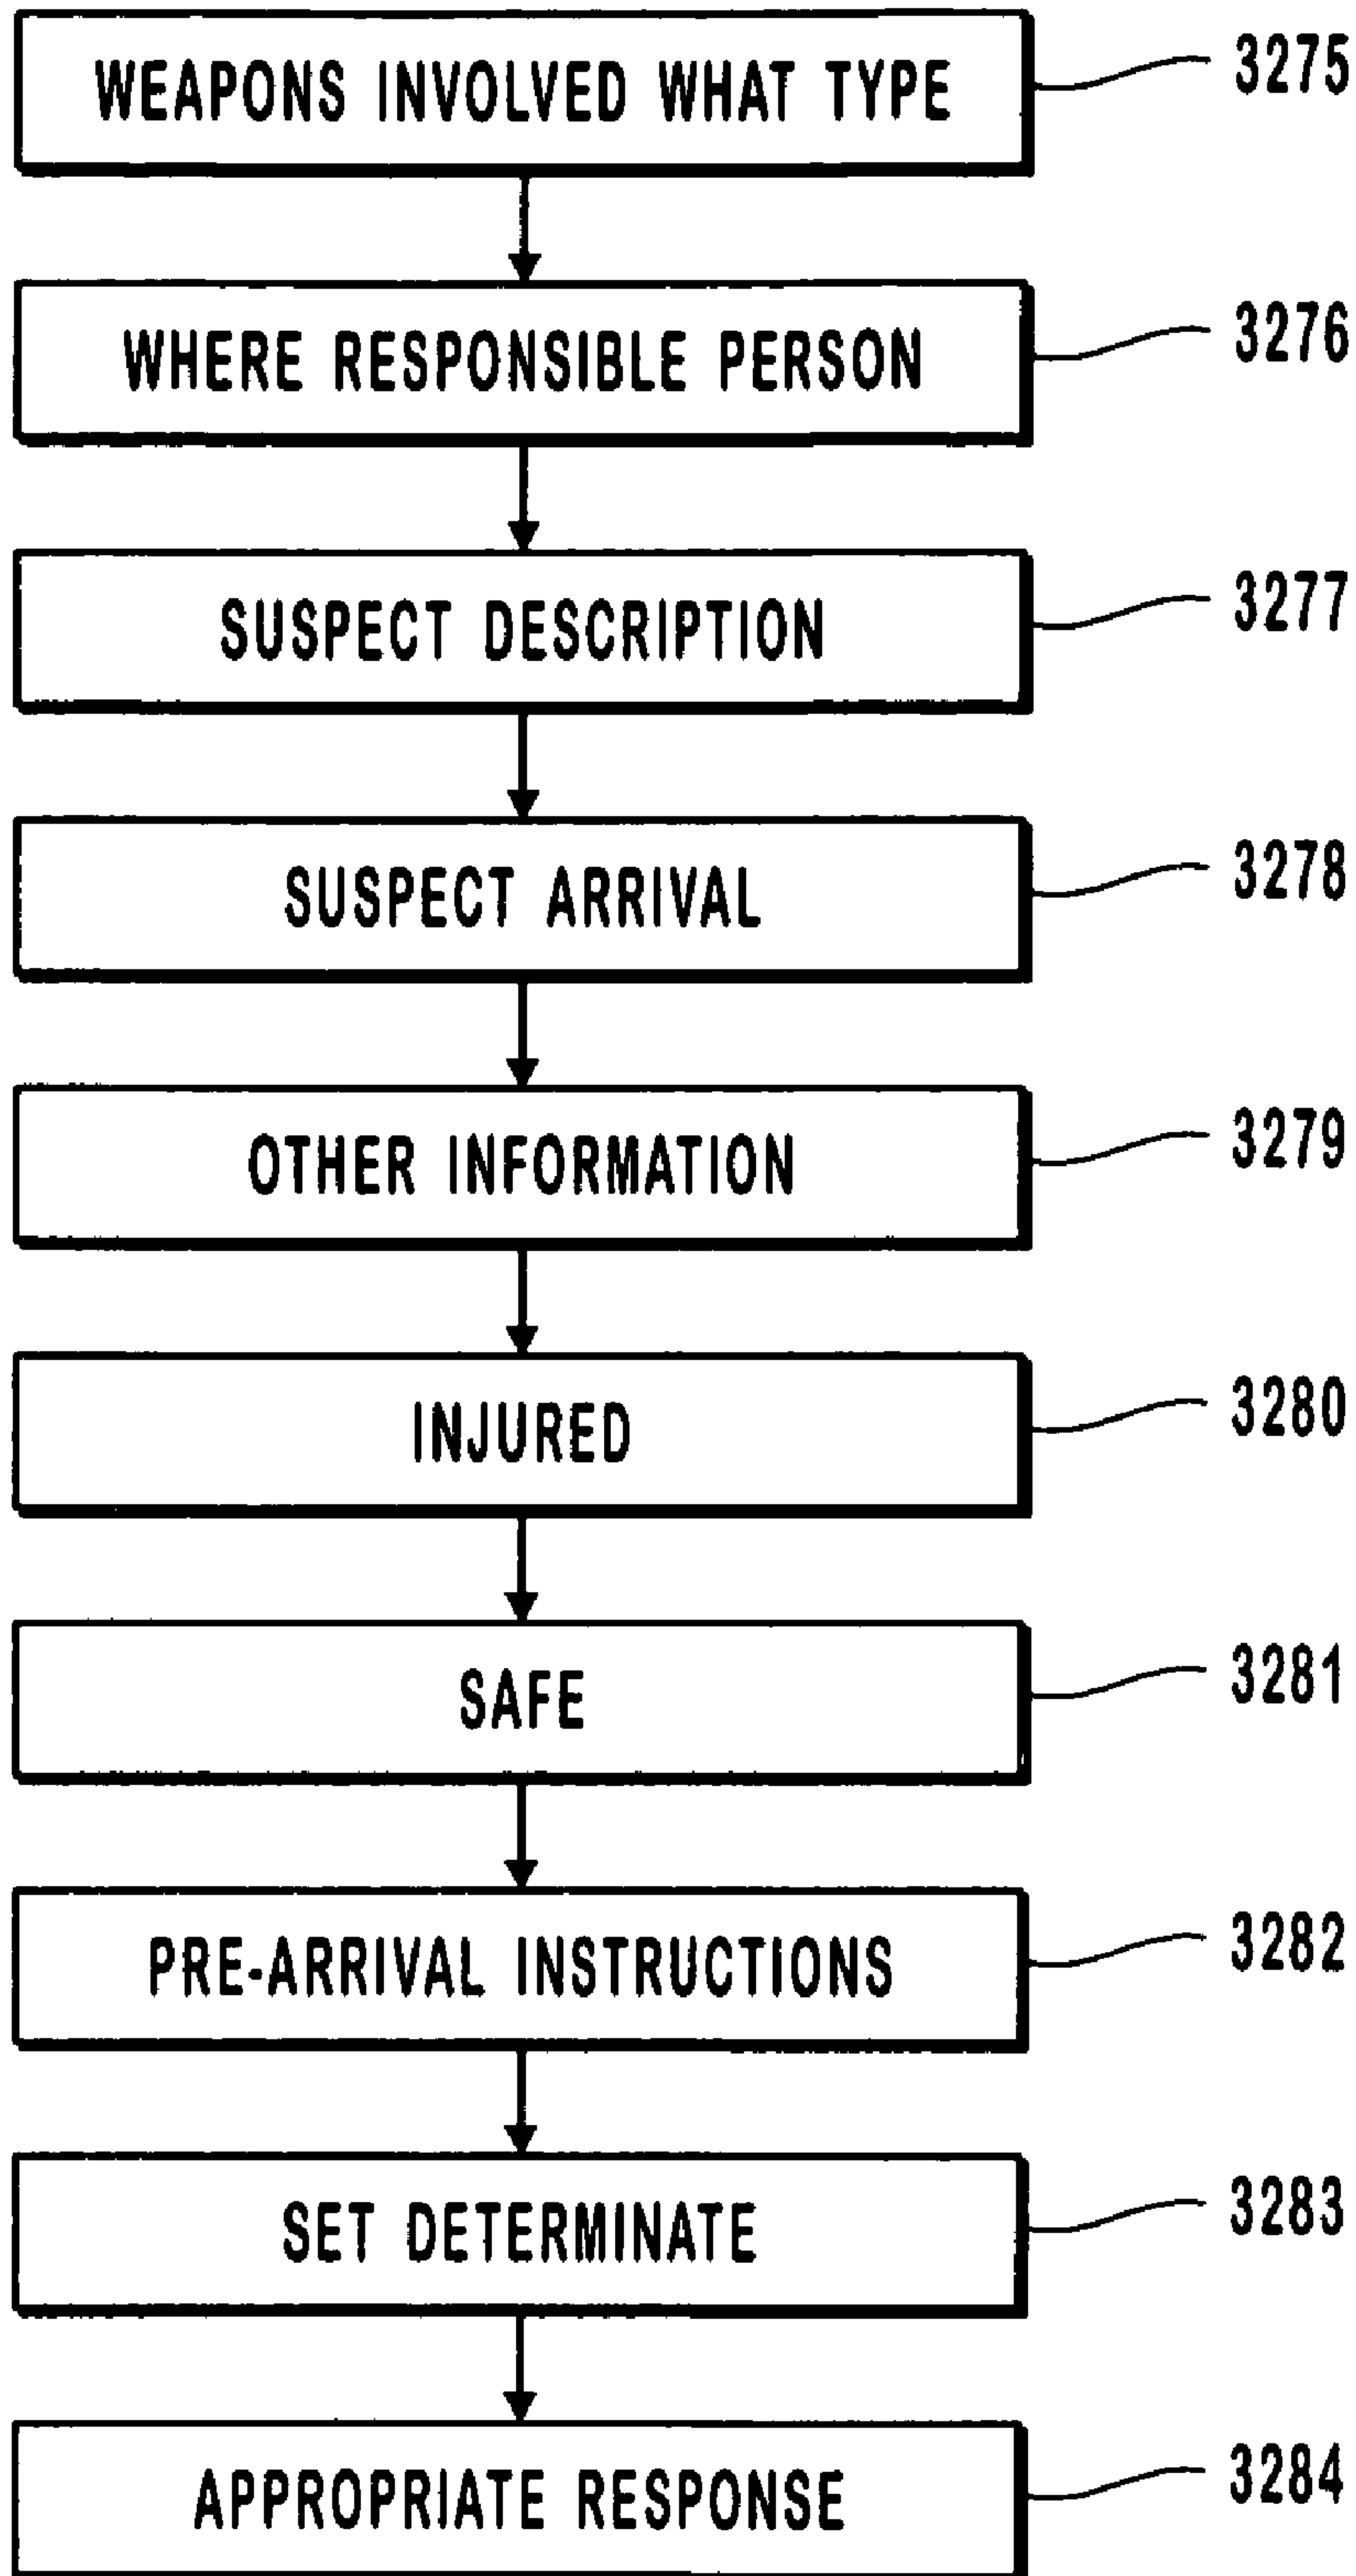 WEAPONS INVOLVED WHAT TYPE 3275
WHERE RESPONSIBLE PERSON 3276
SUSPECT DESCRIPTION 3277
SUSPECT ARRIVAL 3278
OTHER INFORMATION 3279
INJURED 3280
SAFE 3281
PRE-ARRIVAL INSTRUCTIONS 3282
SET DETERMINATE 3283
APPROPRIATE RESPONSE 3284